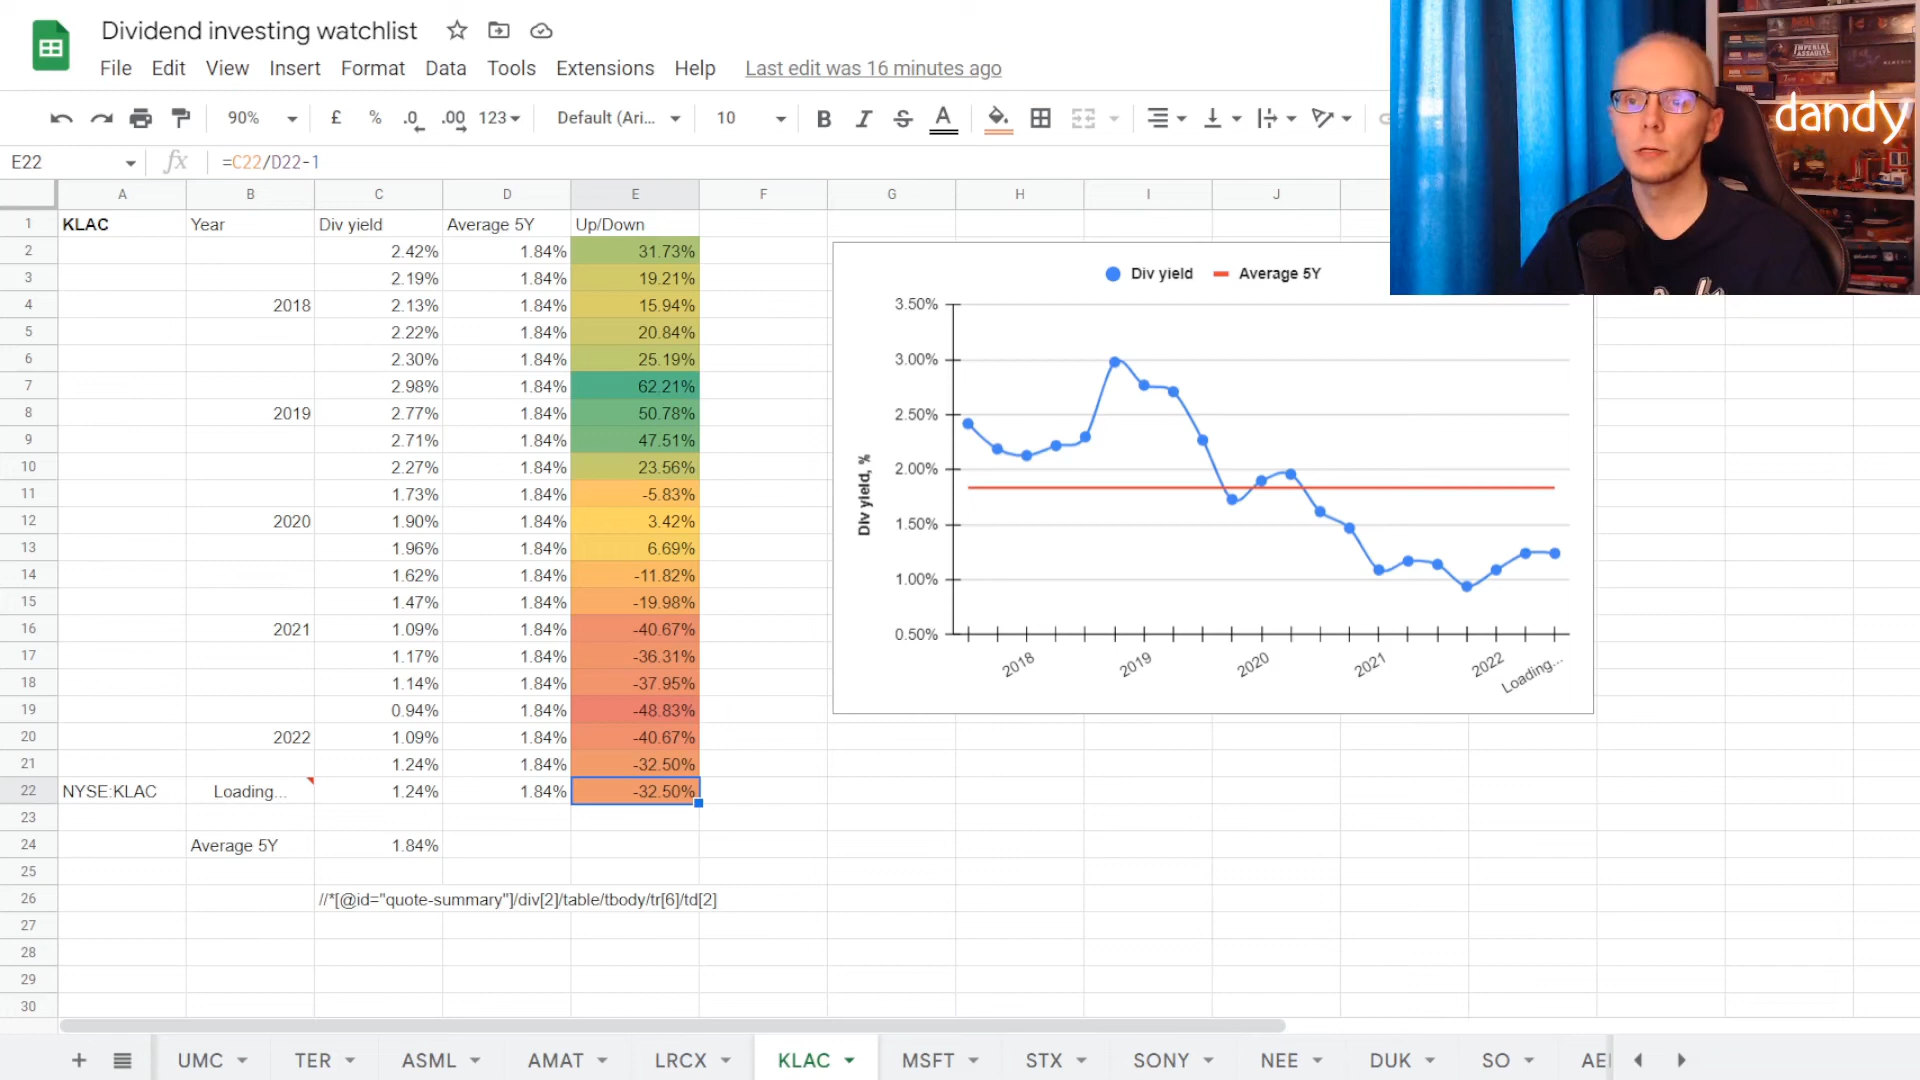 Dividend investing watchlist
File Edit View Insert Format Data Tools Extensions Help Last edit was 16 minutes ago
90% £ % .0 .00 123 Default (Ari... 10 B I S A
E22 fx =C22/D22-1
A B C D E F G H I J
1 KLAC Year Div yield Average 5Y Up/Down
2 2.42% 1.84% 31.73%
3 2.19% 1.84% 19.21%
4 2018 2.13% 1.84% 15.94%
5 2.22% 1.84% 20.84%
6 2.30% 1.84% 25.19%
7 2.98% 1.84% 62.21%
8 2019 2.77% 1.84% 50.78%
9 2.71% 1.84% 47.51%
10 2.27% 1.84% 23.56%
11 1.73% 1.84% -5.83%
12 2020 1.90% 1.84% 3.42%
13 1.96% 1.84% 6.69%
14 1.62% 1.84% -11.82%
15 1.47% 1.84% -19.98%
16 2021 1.09% 1.84% -40.67%
17 1.17% 1.84% -36.31%
18 1.14% 1.84% -37.95%
19 0.94% 1.84% -48.83%
20 2022 1.09% 1.84% -40.67%
21 1.24% 1.84% -32.50%
22 NYSE:KLAC Loading... 1.24% 1.84% -32.50%
23
24 Average 5Y 1.84%
25
26 //*[@id="quote-summary"]/div[2]/table/tbody/tr[6]/td[2]
27
28
29
30
Div yield Average 5Y
3.50%
3.00%
2.50%
2.00%
1.50%
1.00%
0.50%
Div yield, %
2018 2019 2020 2021 2022 Loading...
dandy
IMPERIAL ASSAULT
UMC TER ASML AMAT LRCX KLAC MSFT STX SONY NEE DUK SO